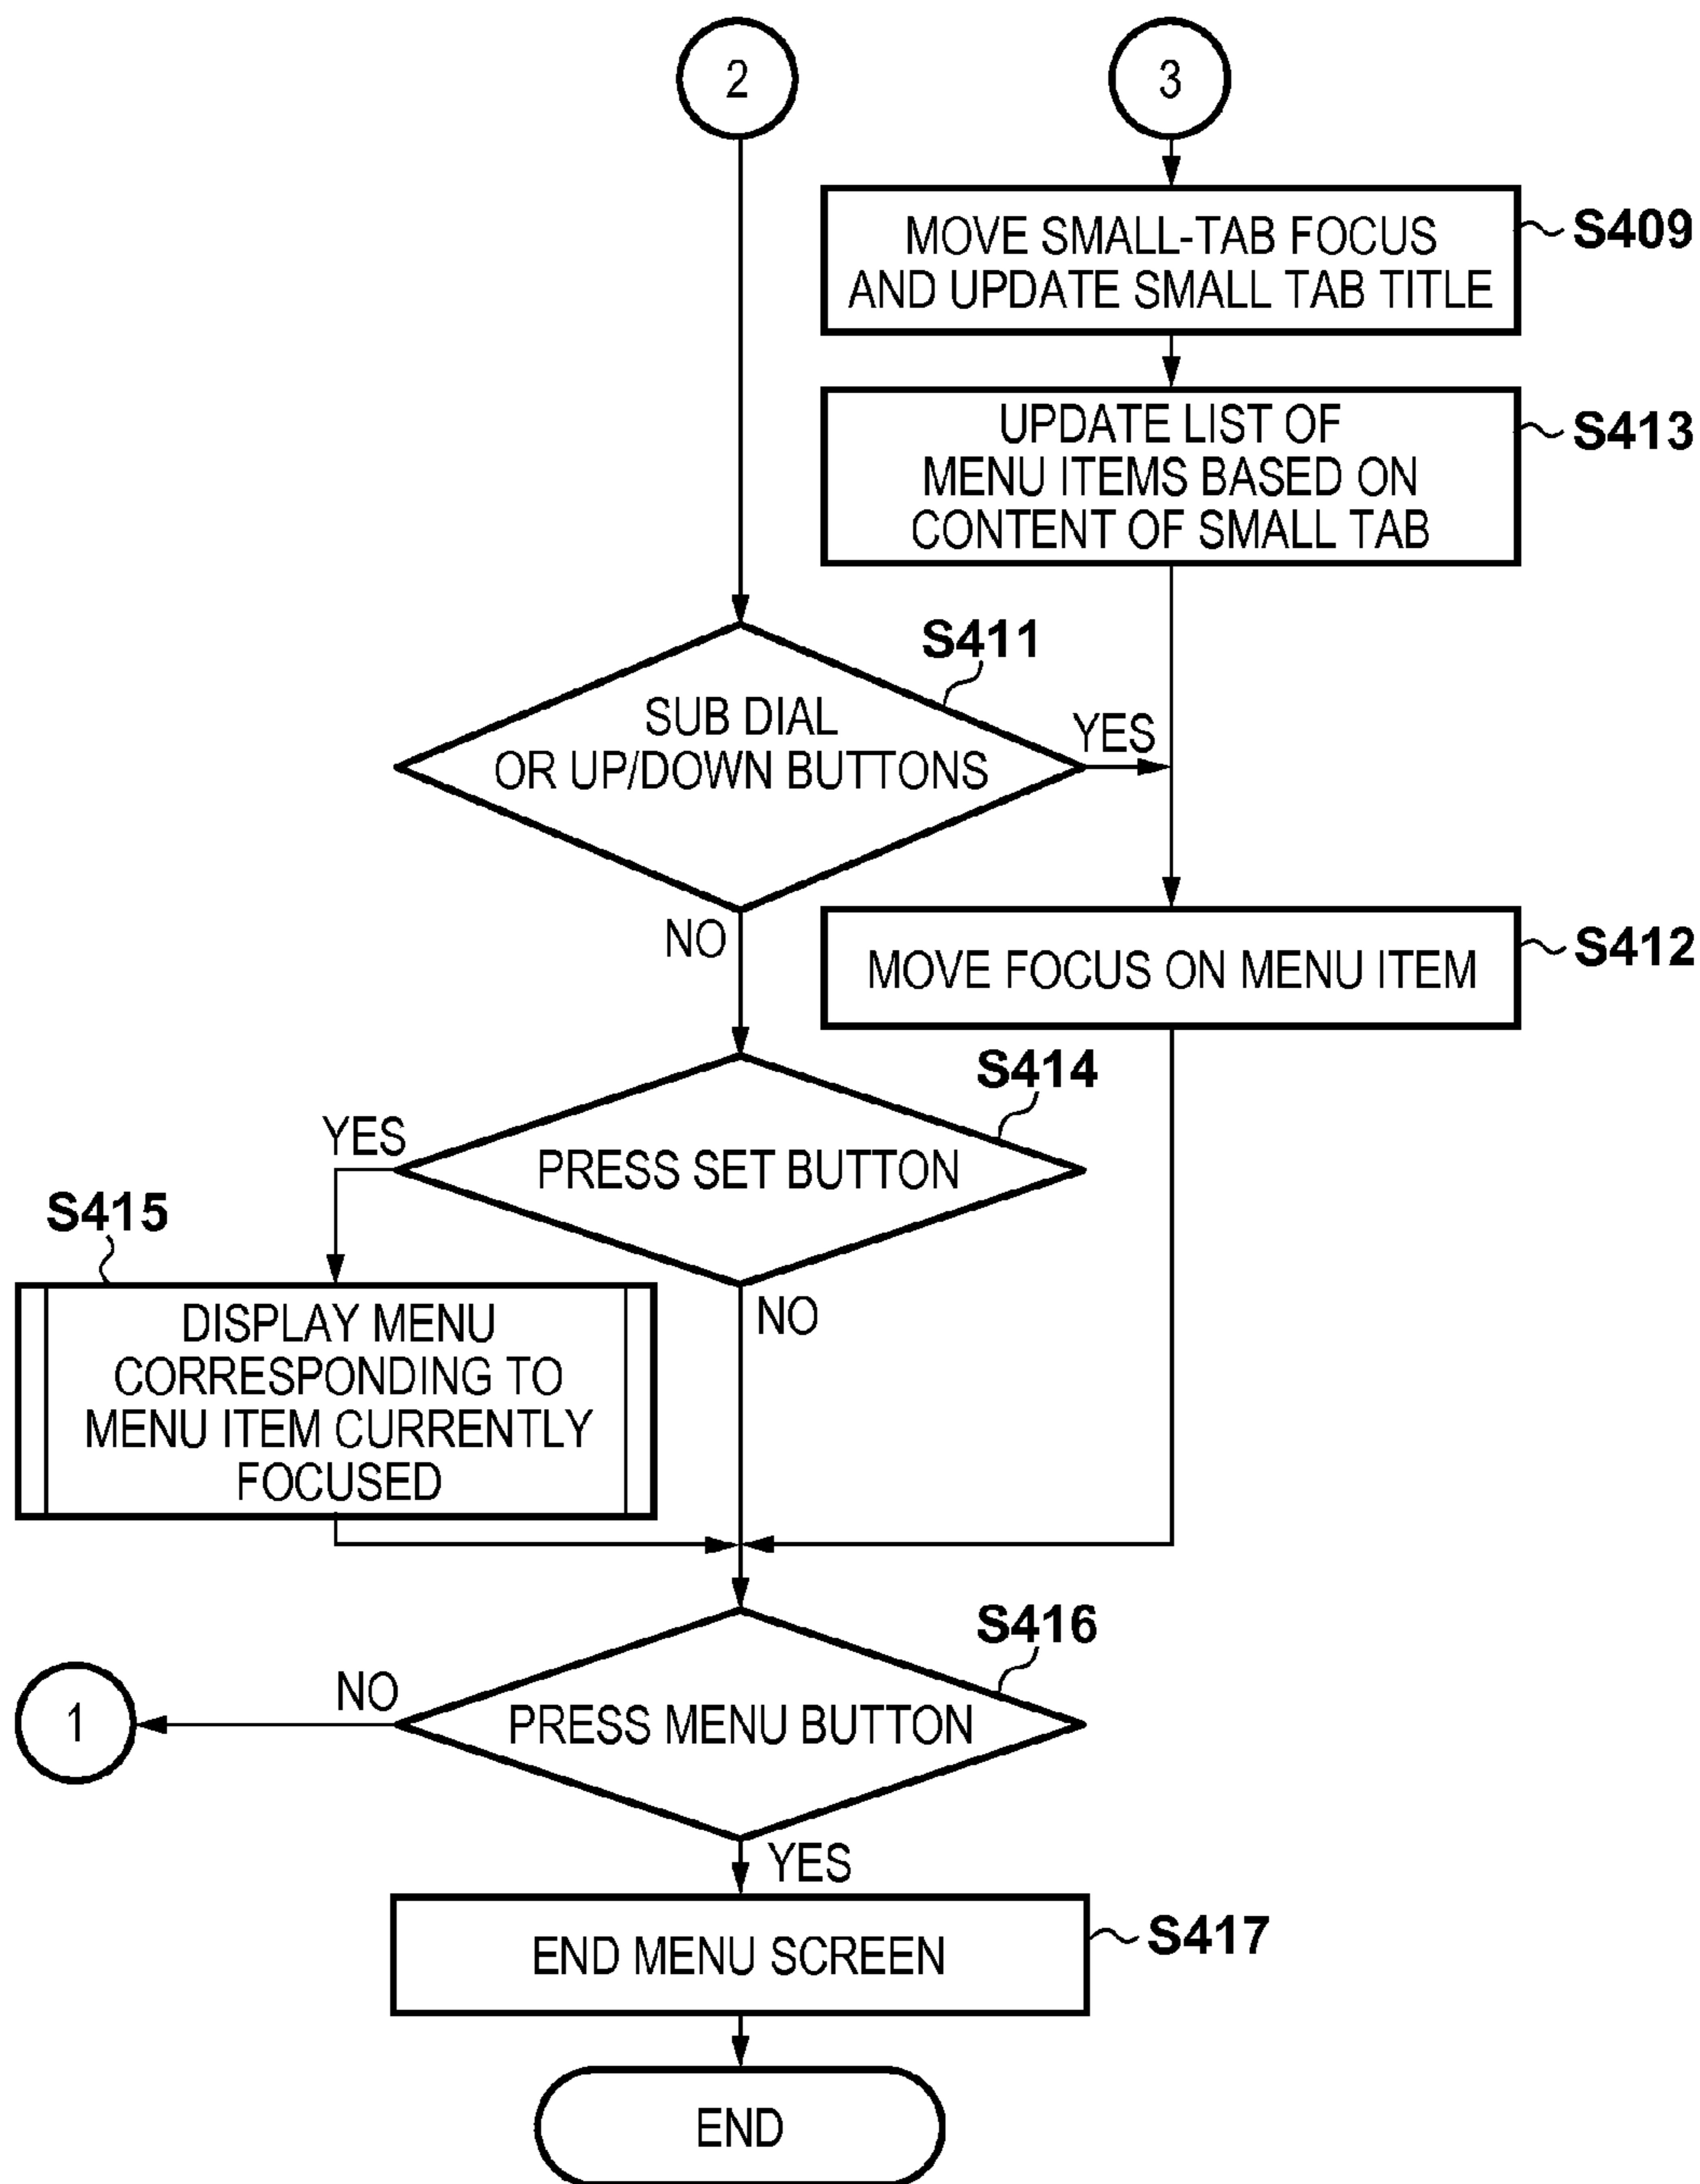 2
3
MOVE SMALL-TAB FOCUS
AND UPDATE SMALL TAB TITLE
S409
UPDATE LIST OF
MENU ITEMS BASED ON
CONTENT OF SMALL TAB
S413
S411
SUB DIAL
OR UP/DOWN BUTTONS
YES
NO
MOVE FOCUS ON MENU ITEM
S412
S414
PRESS SET BUTTON
YES
NO
S415
DISPLAY MENU
CORRESPONDING TO
MENU ITEM CURRENTLY
FOCUSED
S416
PRESS MENU BUTTON
NO
1
YES
END MENU SCREEN
S417
END